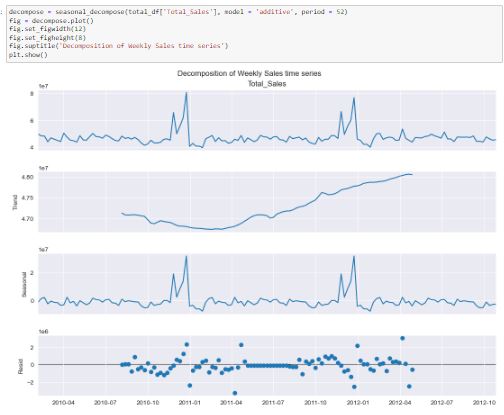 decompose = seasonal_decompose(total_df['Total_Sales'], model = 'additive', period = 52)
fig = decompose.plot()
fig.set_figwidth(12)
fig.set_figheight(8)
fig.suptitle('Decomposition of Weekly Sales time series')
plt.show()
Decomposition of Weekly Sales time series
Total_Sales
1e7
8
6
4
1e7
Trend
4.80
4.75
4.70
1e7
Seasonal
2
0
1e6
Resid
2
0
−2
2010-04 2010-07 2010-10 2011-01 2011-04 2011-07 2011-10 2012-01 2012-04 2012-07 2012-10